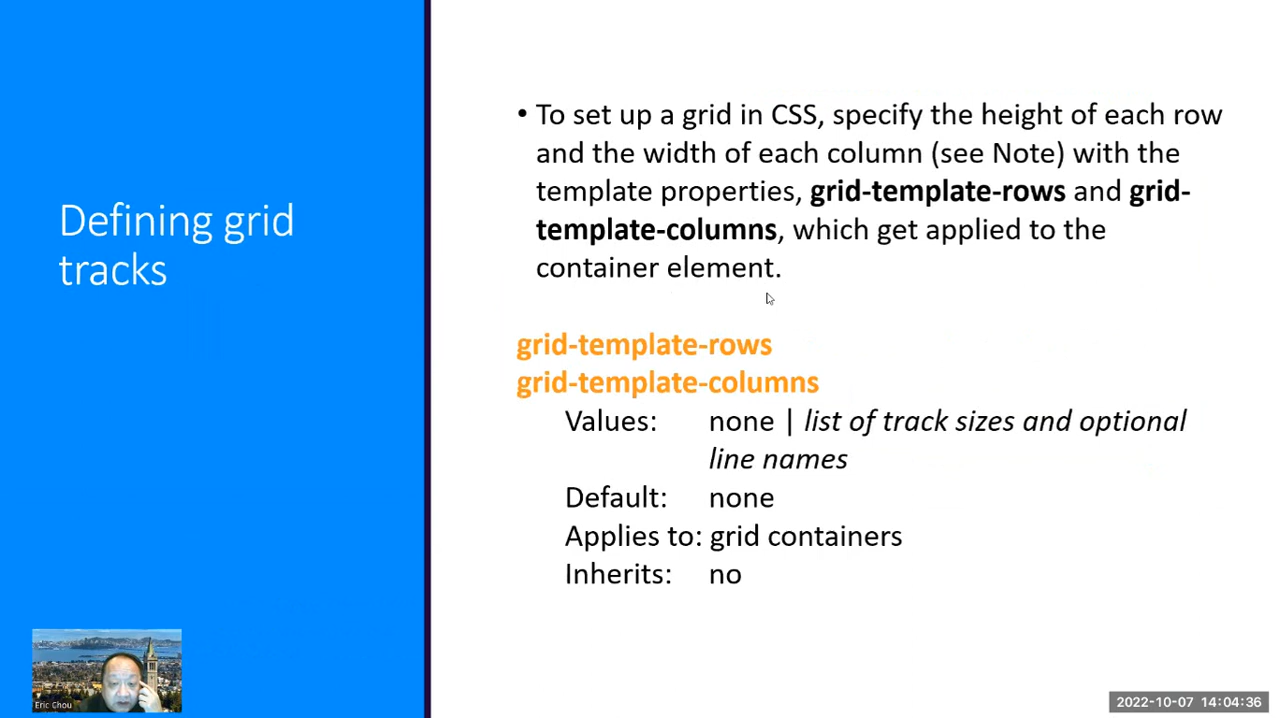 Defining grid
tracks
• To set up a grid in CSS, specify the height of each row
and the width of each column (see Note) with the
template properties, grid-template-rows and grid-
template-columns, which get applied to the
container element.
grid-template-rows
grid-template-columns
Values: none | list of track sizes and optional
line names
Default: none
Applies to: grid containers
Inherits: no
Eric Chou
2022-10-07 14:04:36